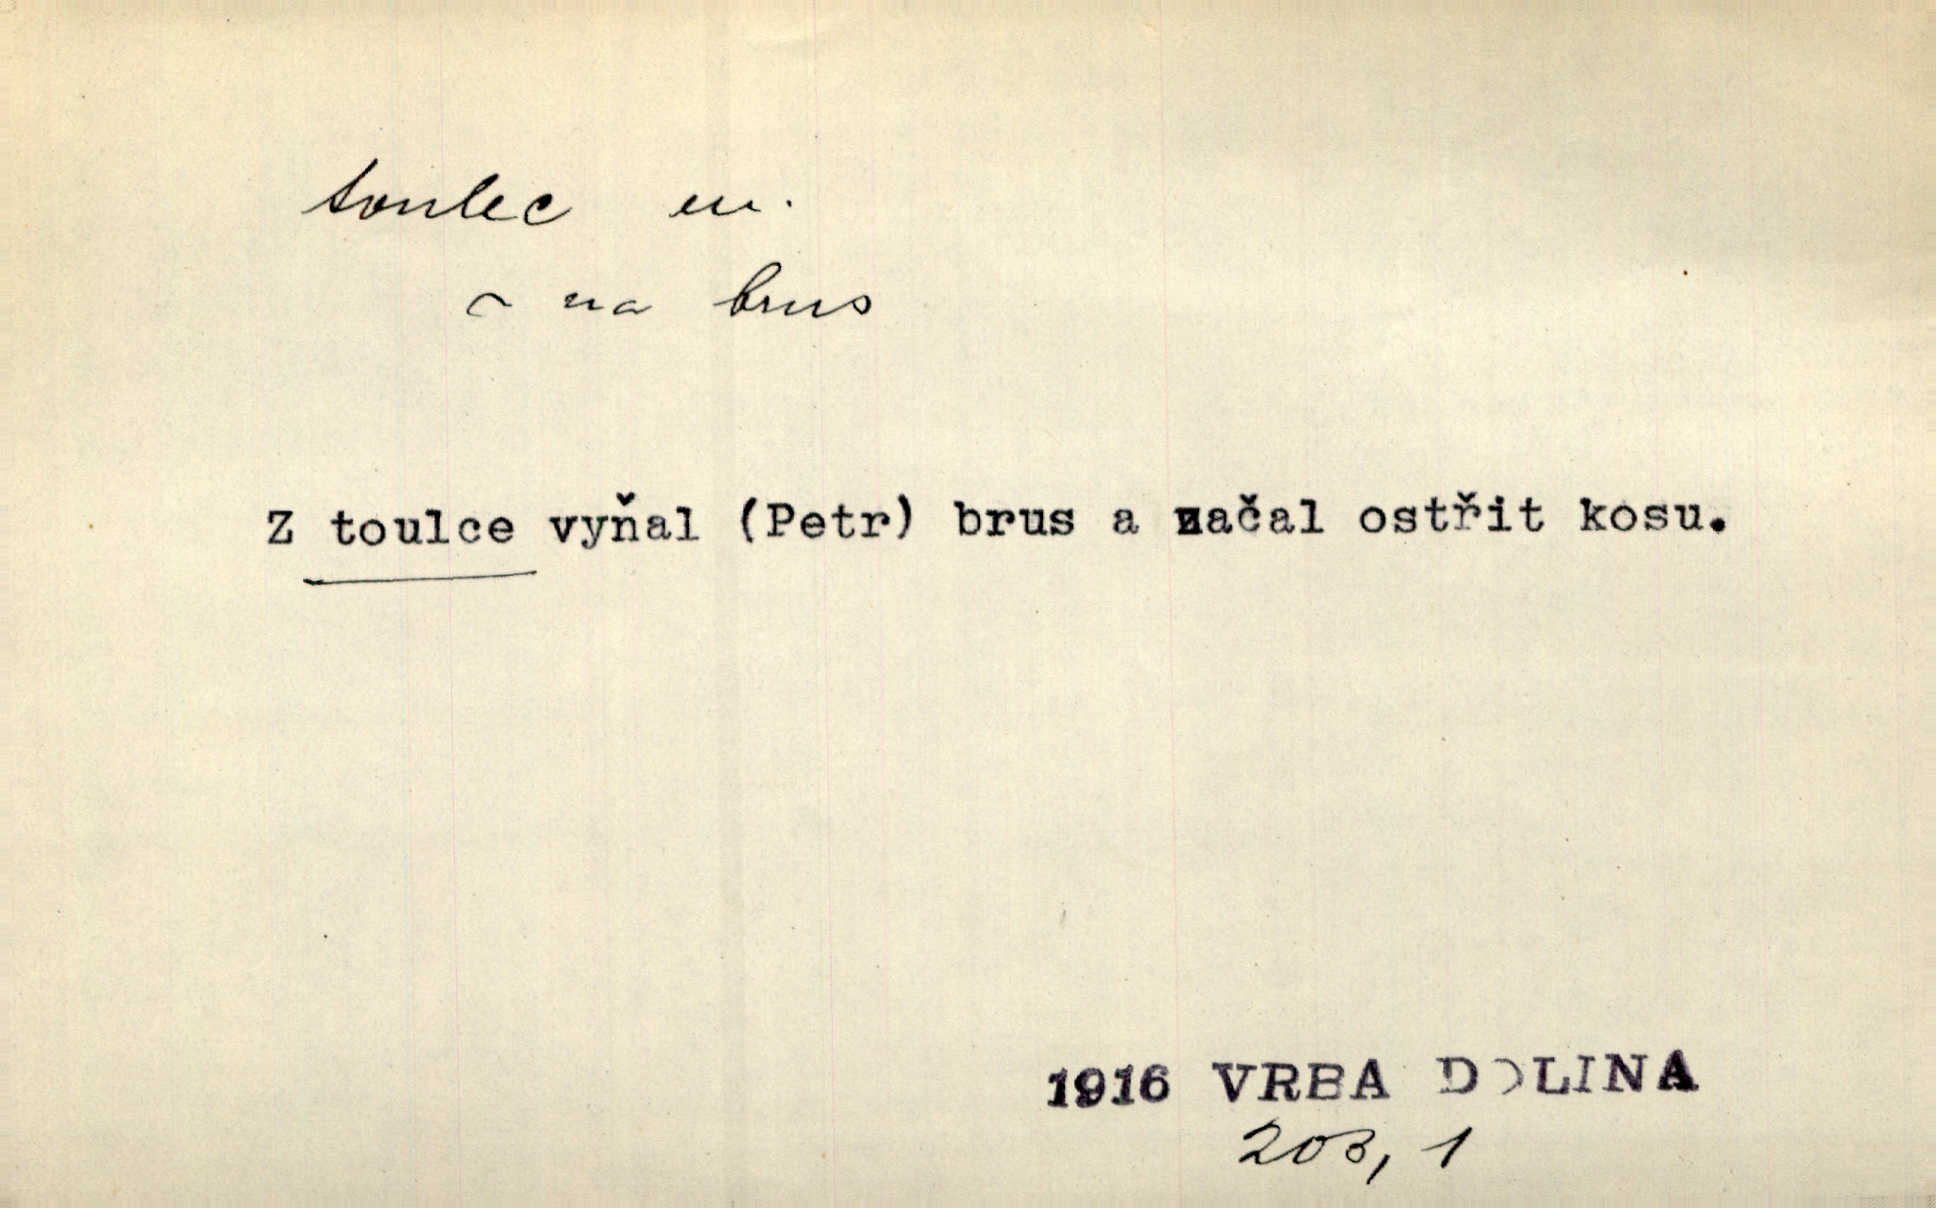 toulec m.
~ na brus
Z toulce vyňal (Petr) brus a začal ostřit kosu.
1916 VRBA DOLINA
203, 1